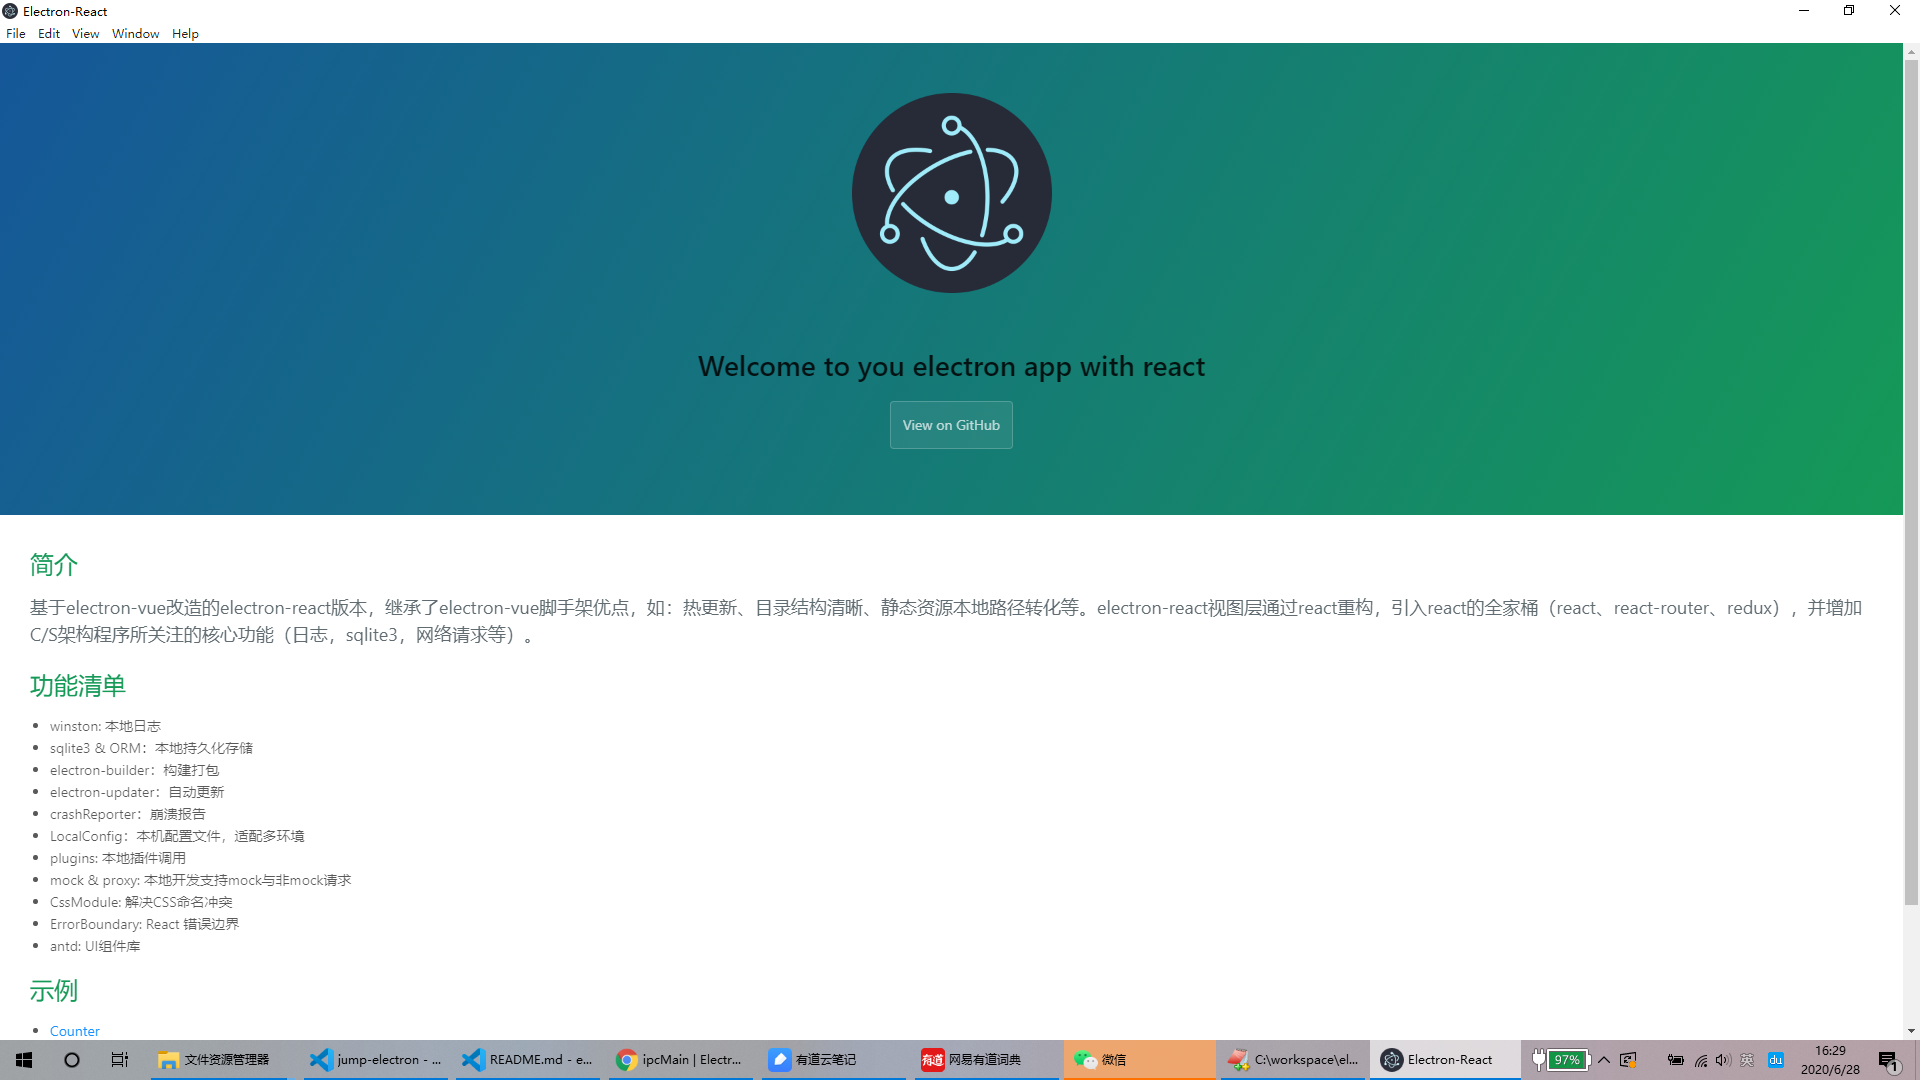 Electron-React
File Edit View Window Help
Welcome to you electron app with react
View on GitHub
简介
基于electron-vue改造的electron-react版本，继承了electron-vue脚手架优点，如：热更新、目录结构清晰、静态资源本地路径转化等。electron-react视图层通过react重构，引入react的全家桶（react、react-router、redux），并增加
C/S架构程序所关注的核心功能（日志，sqlite3，网络请求等）。
功能清单
winston: 本地日志
sqlite3 & ORM：本地持久化存储
electron-builder：构建打包
electron-updater：自动更新
crashReporter：崩溃报告
LocalConfig：本机配置文件，适配多环境
plugins: 本地插件调用
mock & proxy: 本地开发支持mock与非mock请求
CssModule: 解决CSS命名冲突
ErrorBoundary: React 错误边界
antd: UI组件库
示例
Counter
文件资源管理器 jump-electron - ... README.md - e... ipcMain | Electr... 有道云笔记 有道 网易有道词典 微信 C:\workspace\el... Electron-React 97% 英 du 16:29
2020/6/28 1